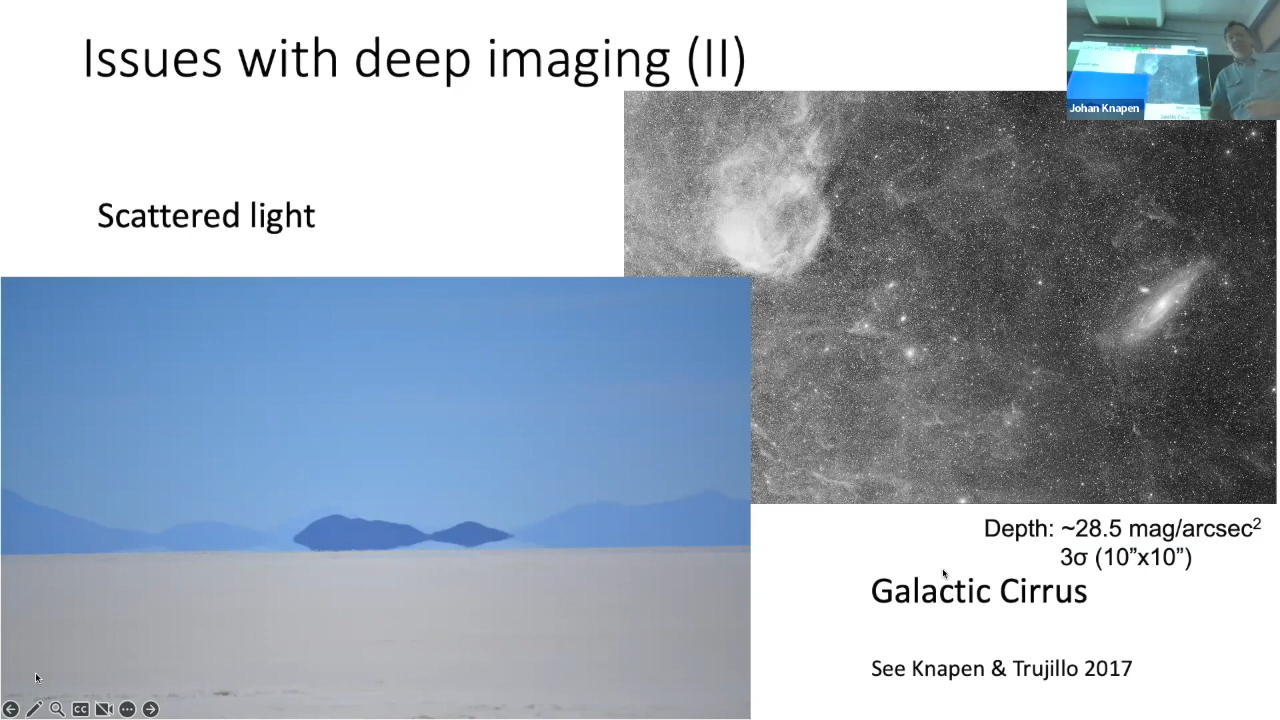 Issues with deep imaging (II)
Johan Knapen
Scattered light
Depth: ~28.5 mag/arcsec²
3σ (10”x10”)
Galactic Cirrus
See Knapen & Trujillo 2017
CC